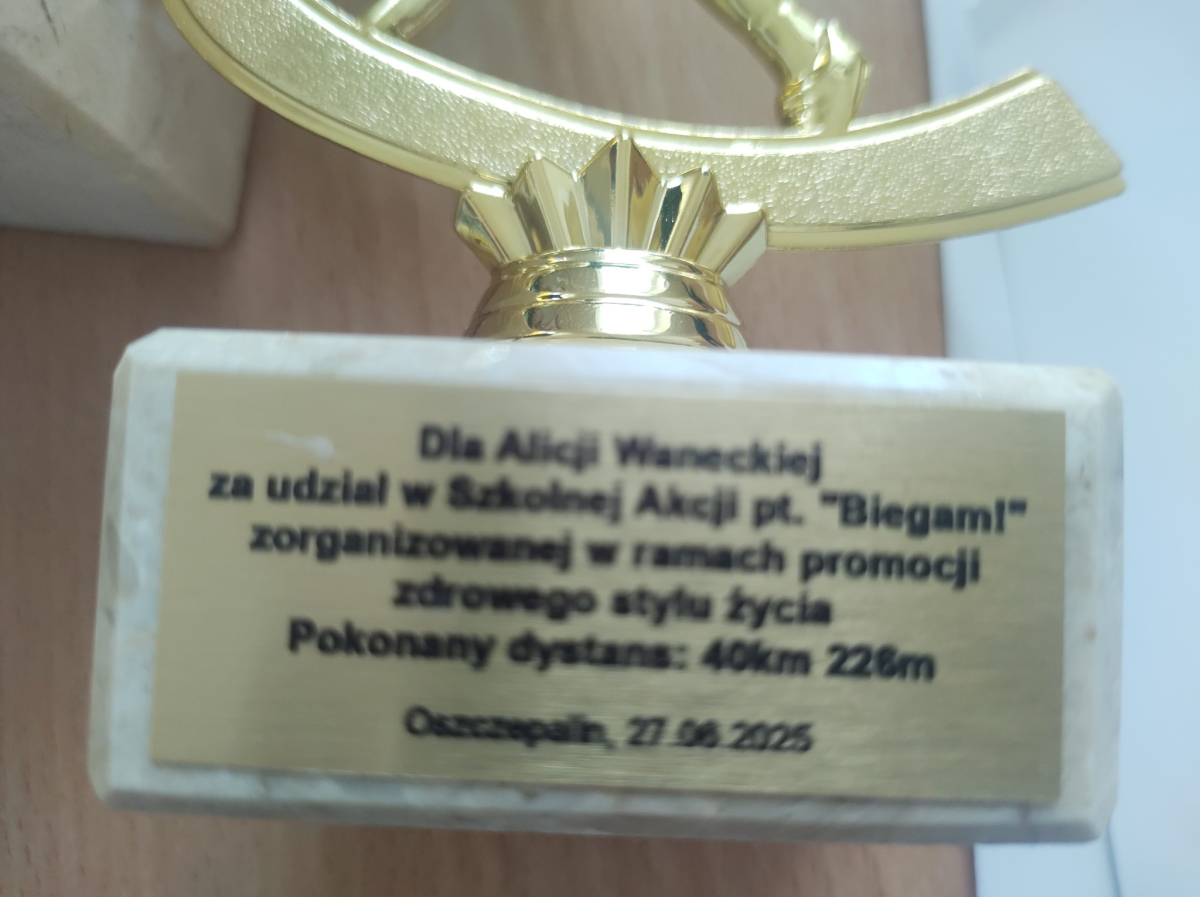 Dla Alicji Waneckiej
za udział w Szkolnej Akcji pt. "Biegam!"
zorganizowanej w ramach promocji
zdrowego stylu życia
Pokonany dystans: 40km 226m
Oszczepalin, 27.06.2025